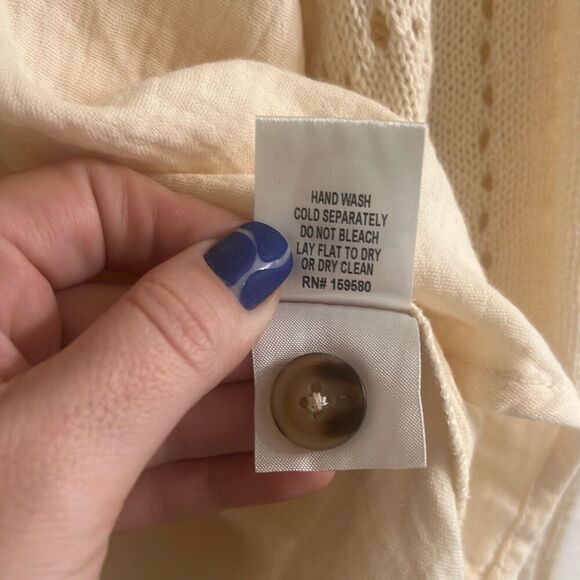 HAND WASH
COLD SEPARATELY
DO NOT BLEACH
LAY FLAT TO DRY
OR DRY CLEAN
RN# 159580